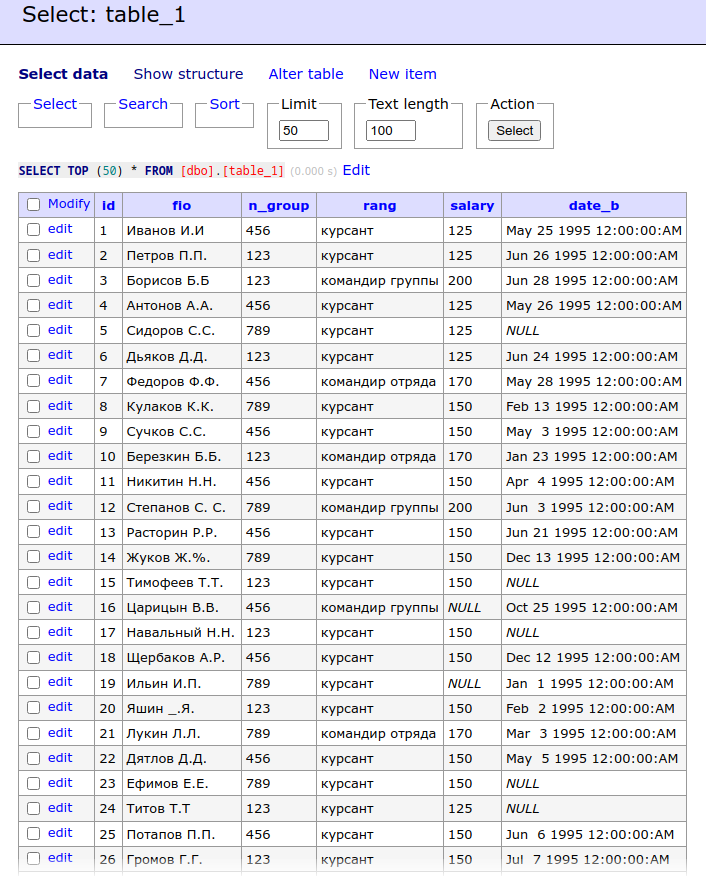 Select: table_1
Select data Show structure Alter table New item
Select Search Sort Limit Text length Action
50 100 Select
SELECT TOP (50) * FROM [dbo].[table_1] (0.000 s) Edit
Modify id fio n_group rang salary date_b
edit 1 Иванов И.И 456 курсант 125 May 25 1995 12:00:00:AM
edit 2 Петров П.П. 123 курсант 125 Jun 26 1995 12:00:00:AM
edit 3 Борисов Б.Б 123 командир группы 200 Jun 28 1995 12:00:00:AM
edit 4 Антонов А.А. 456 курсант 125 May 26 1995 12:00:00:AM
edit 5 Сидоров С.С. 789 курсант 125 NULL
edit 6 Дьяков Д.Д. 123 курсант 125 Jun 24 1995 12:00:00:AM
edit 7 Федоров Ф.Ф. 456 командир отряда 170 May 28 1995 12:00:00:AM
edit 8 Кулаков К.К. 789 курсант 150 Feb 13 1995 12:00:00:AM
edit 9 Сучков С.С. 456 курсант 150 May 3 1995 12:00:00:AM
edit 10 Березкин Б.Б. 123 командир отряда 170 Jan 23 1995 12:00:00:AM
edit 11 Никитин Н.Н. 456 курсант 150 Apr 4 1995 12:00:00:AM
edit 12 Степанов С. С. 789 командир группы 200 Jun 3 1995 12:00:00:AM
edit 13 Расторин Р.Р. 456 курсант 150 Jun 21 1995 12:00:00:AM
edit 14 Жуков Ж.%. 789 курсант 150 Dec 13 1995 12:00:00:AM
edit 15 Тимофеев Т.Т. 123 курсант 150 NULL
edit 16 Царицын В.В. 456 командир группы NULL Oct 25 1995 12:00:00:AM
edit 17 Навальный Н.Н. 123 курсант 150 NULL
edit 18 Щербаков А.Р. 456 курсант 150 Dec 12 1995 12:00:00:AM
edit 19 Ильин И.П. 789 курсант NULL Jan 1 1995 12:00:00:AM
edit 20 Яшин _.Я. 123 курсант 150 Feb 2 1995 12:00:00:AM
edit 21 Лукин Л.Л. 789 командир отряда 170 Mar 3 1995 12:00:00:AM
edit 22 Дятлов Д.Д. 456 курсант 150 May 5 1995 12:00:00:AM
edit 23 Ефимов Е.Е. 789 курсант 150 NULL
edit 24 Титов Т.Т 123 курсант 125 NULL
edit 25 Потапов П.П. 456 курсант 150 Jun 6 1995 12:00:00:AM
edit 26 Громов Г.Г. 123 курсант 150 Jul 7 1995 12:00:00:AM